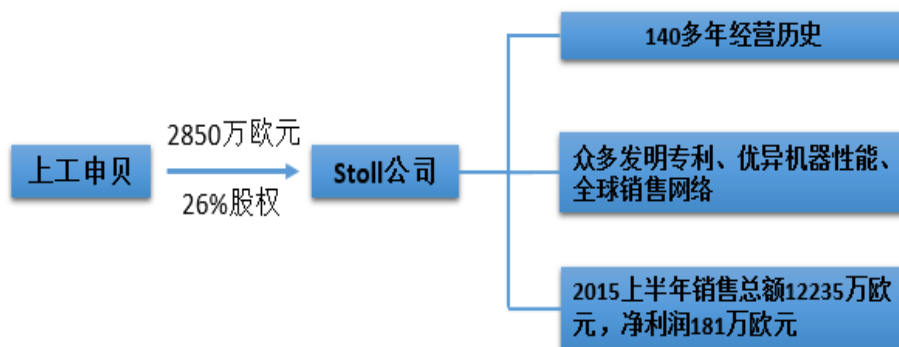 140多年经营历史
2850万欧元
上工申贝
Stoll公司
26%股权
众多发明专利、优异机器性能、
全球销售网络
2015上半年销售总额12235万欧
元，净利润181万欧元